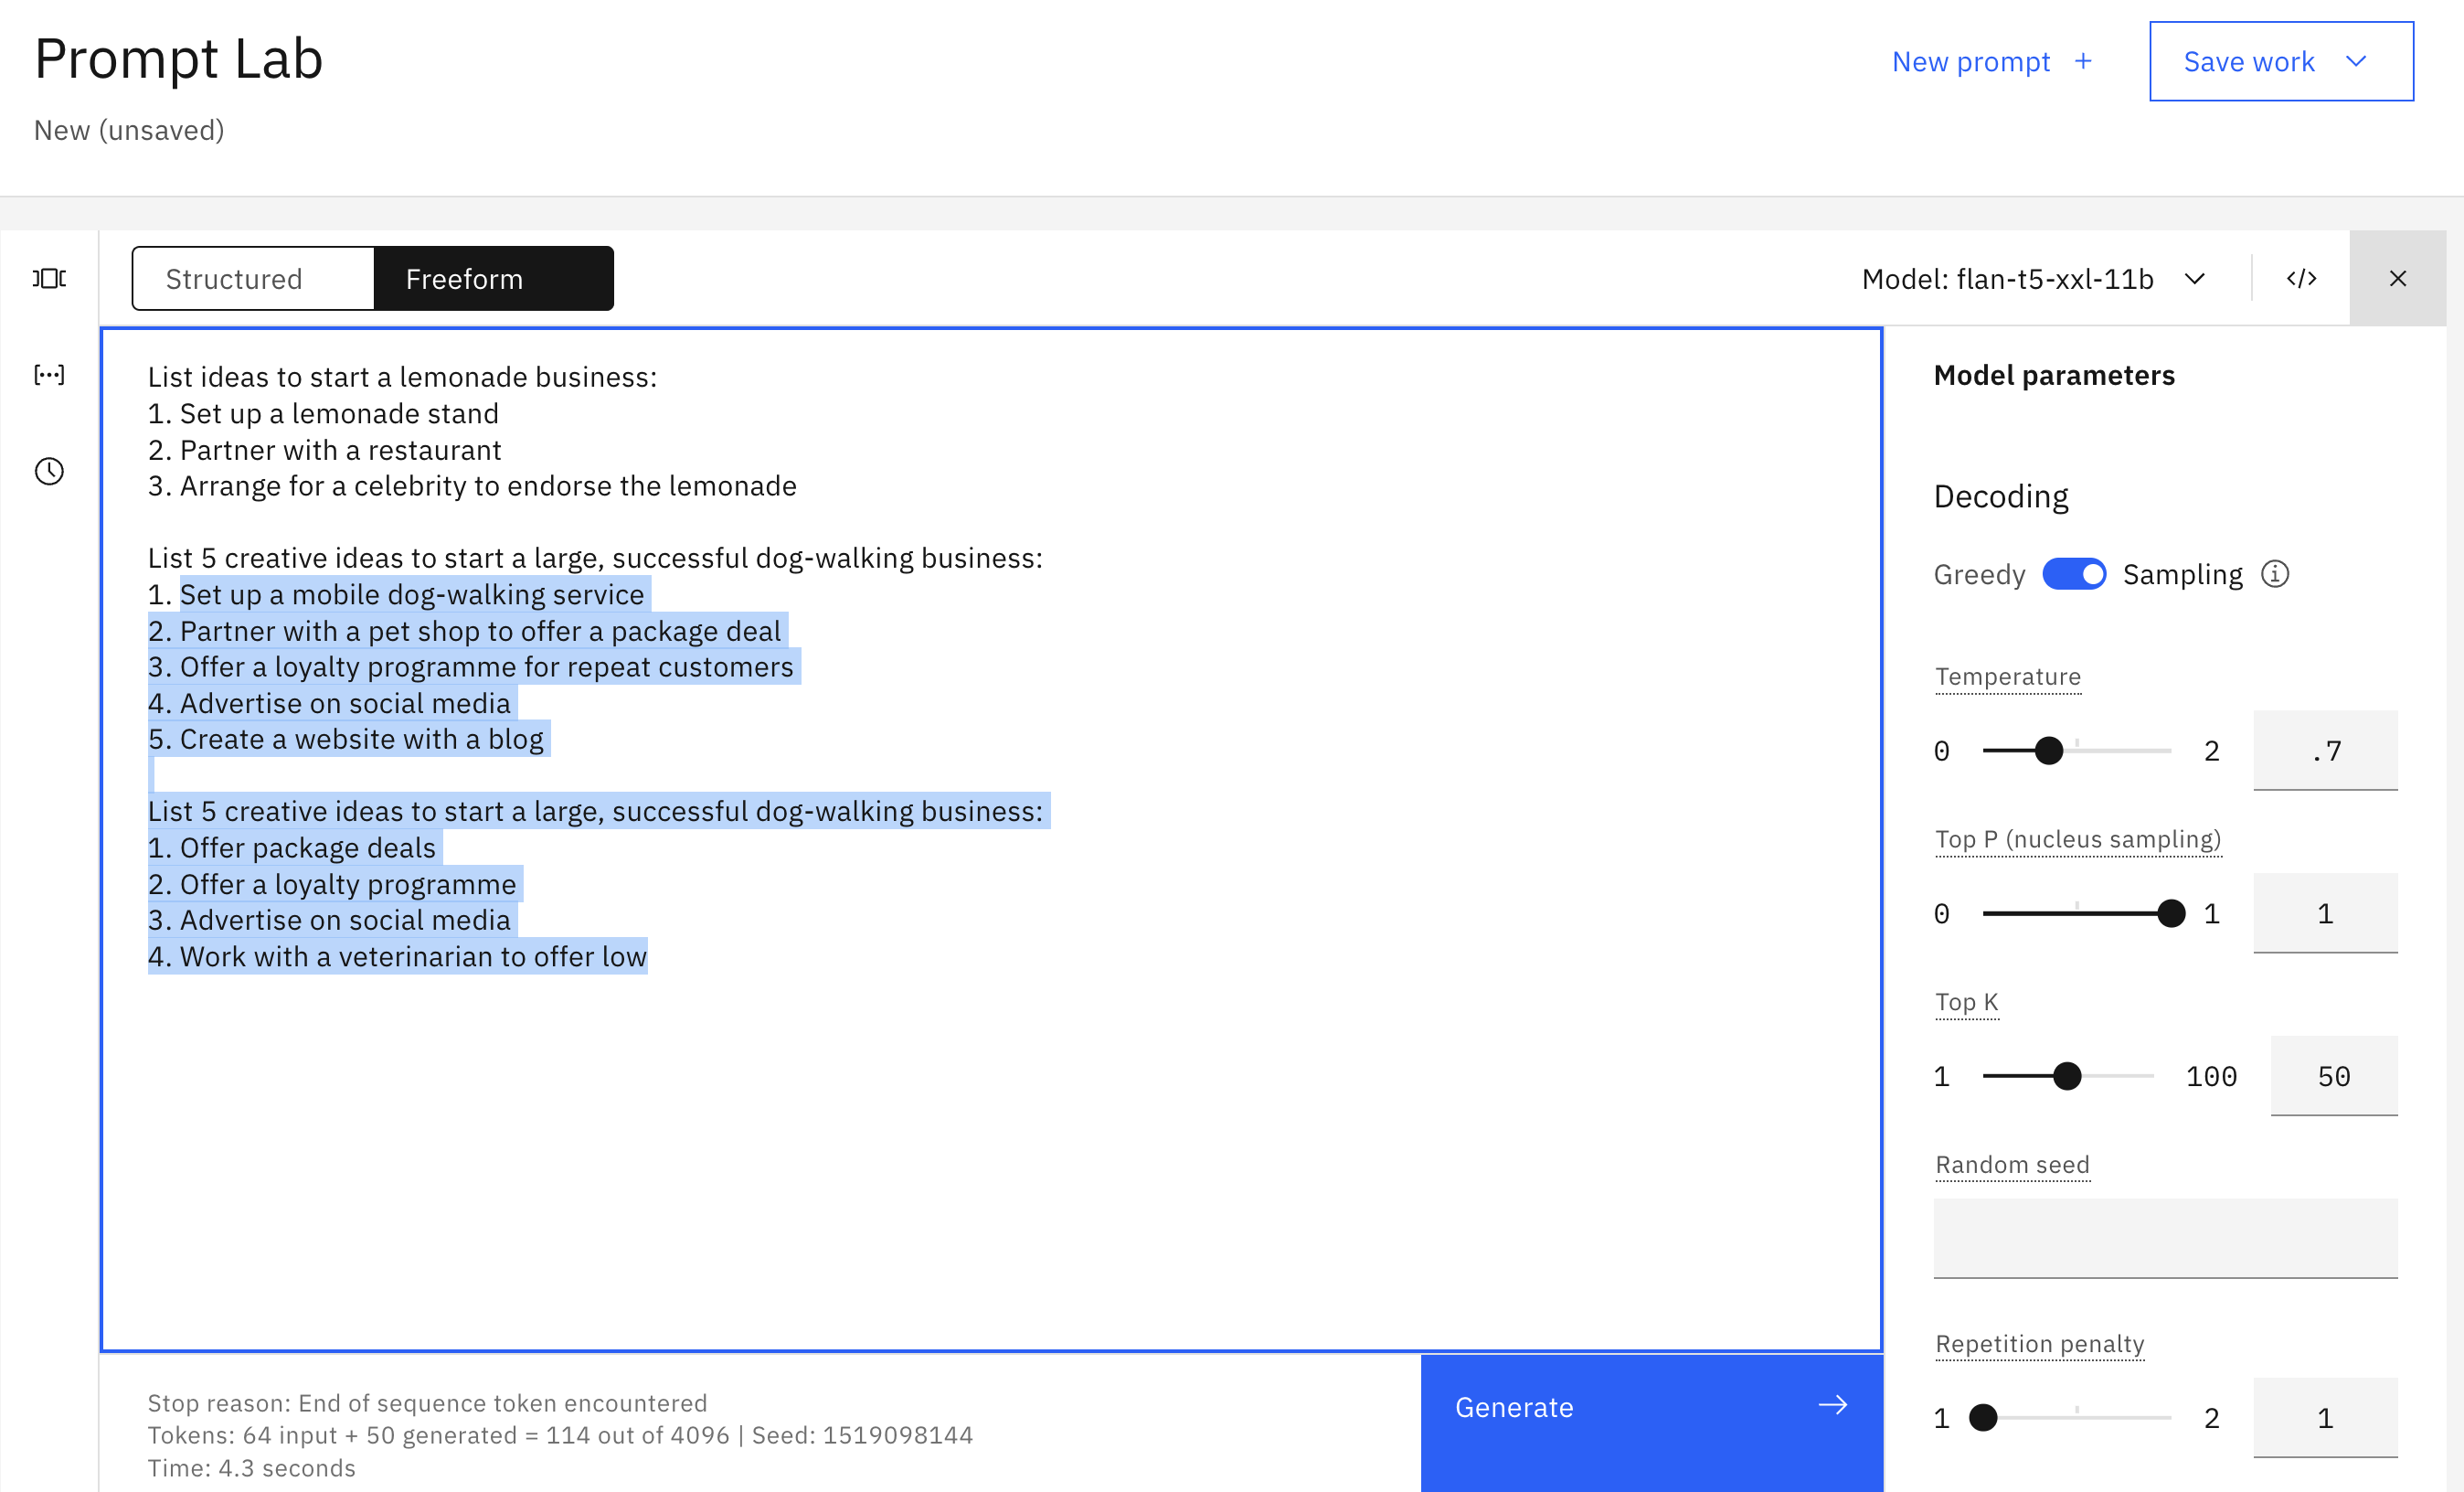 Prompt Lab
New prompt +
Save work
New (unsaved)
Structured
Freeform
Model: flan-t5-xxl-11b
</>
List ideas to start a lemonade business:
1. Set up a lemonade stand
2. Partner with a restaurant
3. Arrange for a celebrity to endorse the lemonade
List 5 creative ideas to start a large, successful dog-walking business:
1. Set up a mobile dog-walking service
2. Partner with a pet shop to offer a package deal
3. Offer a loyalty programme for repeat customers
4. Advertise on social media
5. Create a website with a blog
List 5 creative ideas to start a large, successful dog-walking business:
1. Offer package deals
2. Offer a loyalty programme
3. Advertise on social media
4. Work with a veterinarian to offer low
Stop reason: End of sequence token encountered
Tokens: 64 input + 50 generated = 114 out of 4096 | Seed: 1519098144
Time: 4.3 seconds
Generate
Model parameters
Decoding
Greedy Sampling
Temperature
0 2 .7
Top P (nucleus sampling)
0 1 1
Top K
1 100 50
Random seed
Repetition penalty
1 2 1